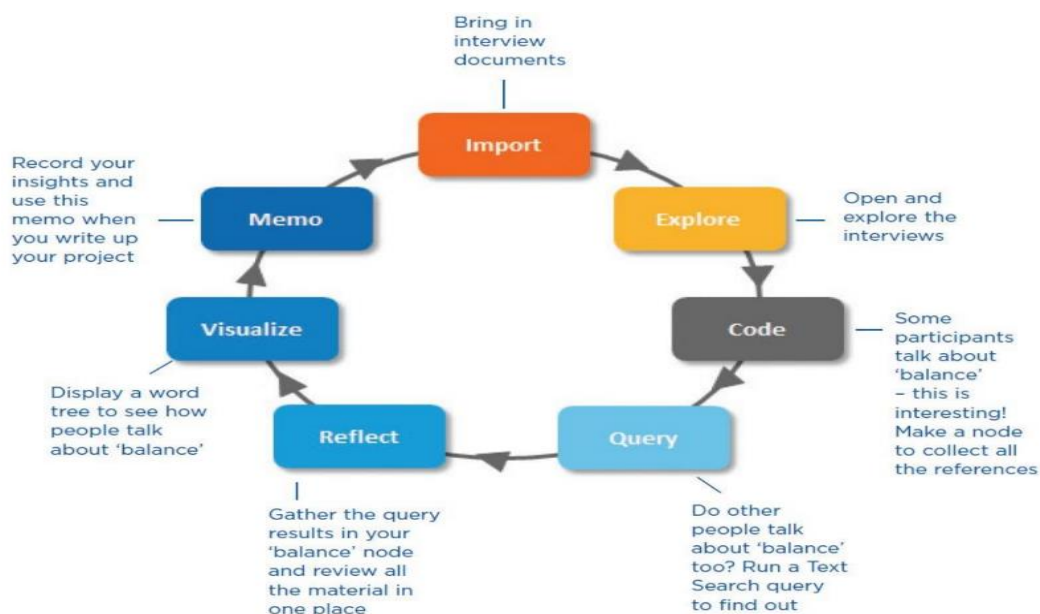 Bring in
interview
documents
Import
Explore
Open and
explore the
interviews
Code
Some
participants
talk about
‘balance’
– this is
interesting!
Make a node
to collect all
the references
Query
Do other
people talk
about ‘balance’
too? Run a Text
Search query
to find out
Reflect
Gather the query
results in your
‘balance’ node
and review all
the material in
one place
Visualize
Display a word
tree to see how
people talk
about ‘balance’
Memo
Record your
insights and
use this
memo when
you write up
your project